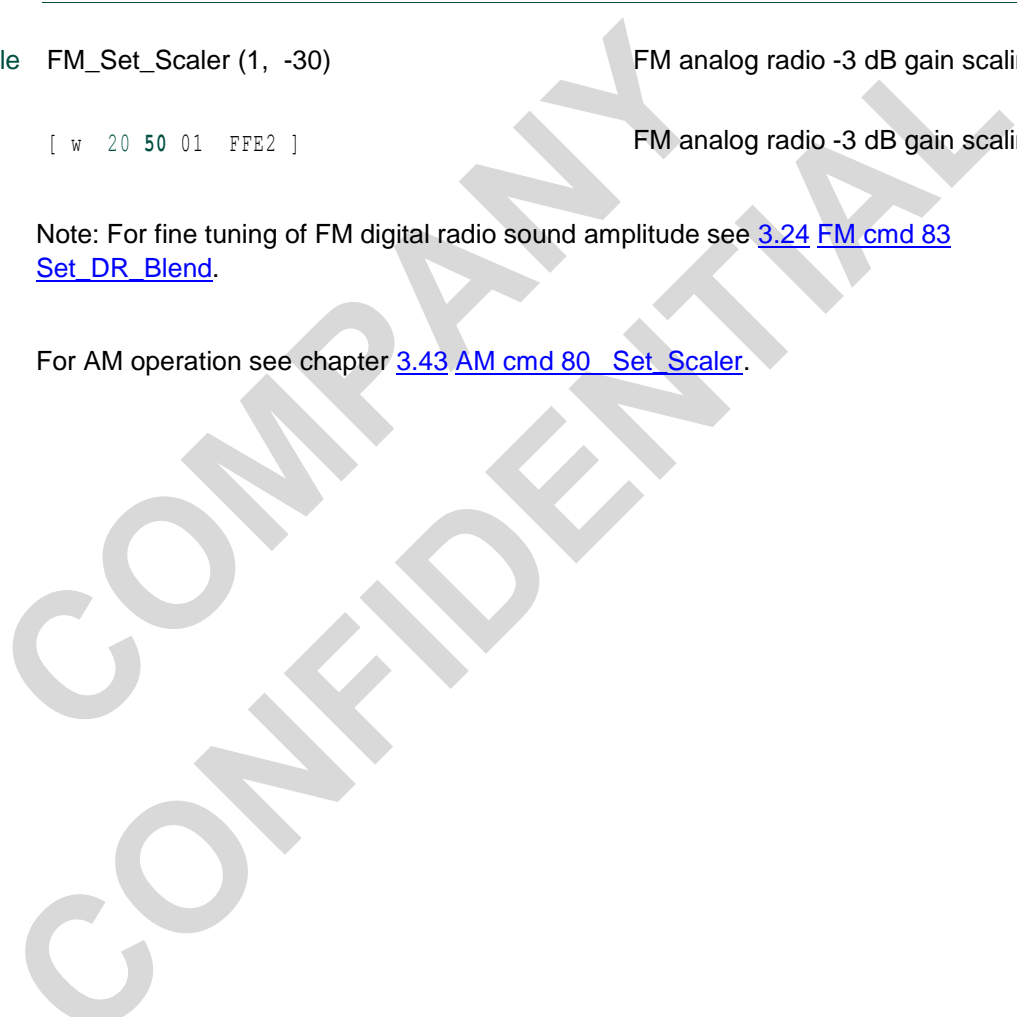 le FM_Set_Scaler (1, -30) FM analog radio -3 dB gain scali
[ w 20 50 01 FFE2 ] FM analog radio -3 dB gain scali
Note: For fine tuning of FM digital radio sound amplitude see 3.24 FM cmd 83
Set_DR_Blend.
For AM operation see chapter 3.43 AM cmd 80 Set_Scaler.
COMPANY
CONFIDENTIAL